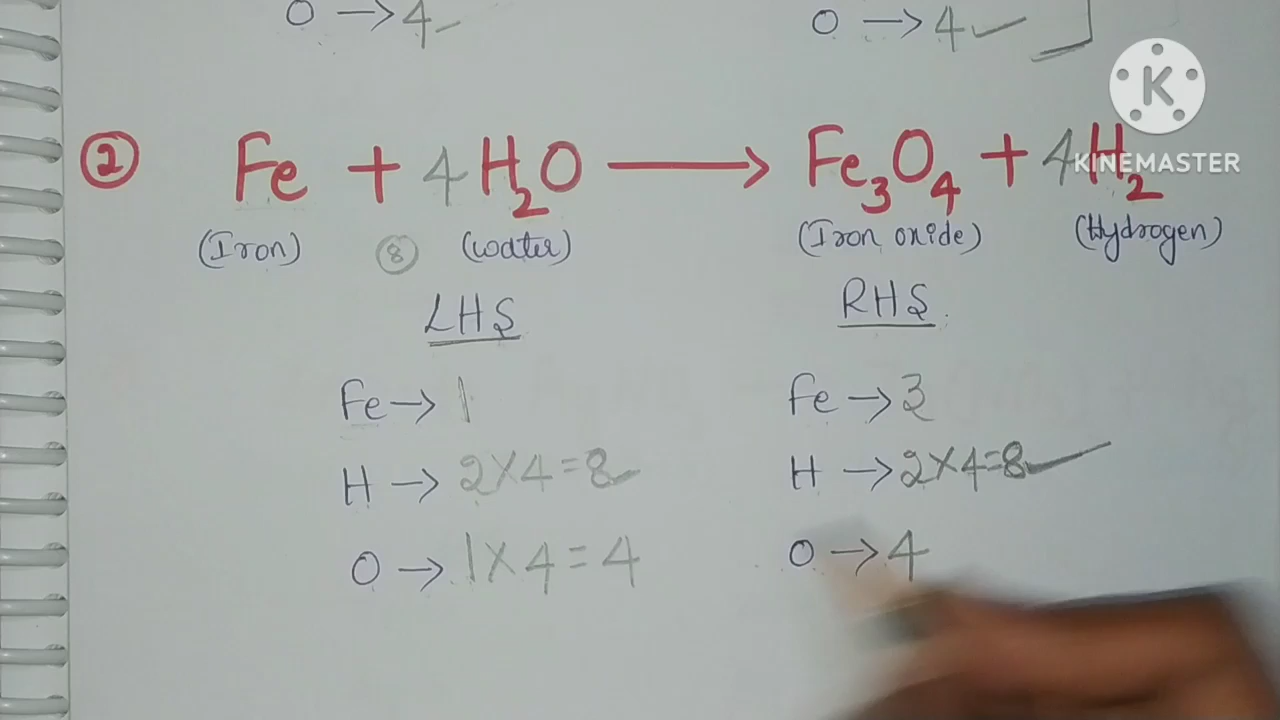 O → 4 ✓ O → 4 ✓
② Fe + 4 H₂O → Fe₃O₄ + 4 H₂
K
KINEMASTER
(Iron) ⑧ (water) (Iron oxide) (Hydrogen)
LHS RHS
Fe → 1 Fe → 3
H → 2×4=8 ✓ H → 2×4=8 ✓
O → 1×4=4 O → 4